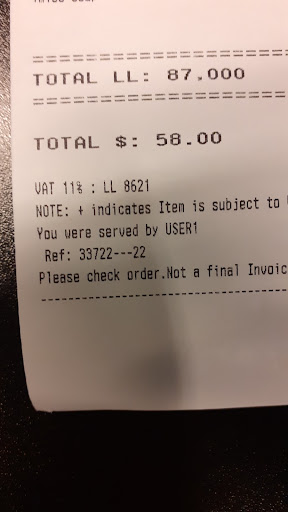 TOTAL LL: 87,000
TOTAL $: 58.00
VAT 11% : LL 8621
NOTE: + indicates Item is subject to
You were served by USER1
Ref: 33722---22
Please check order.Not a final Invoic